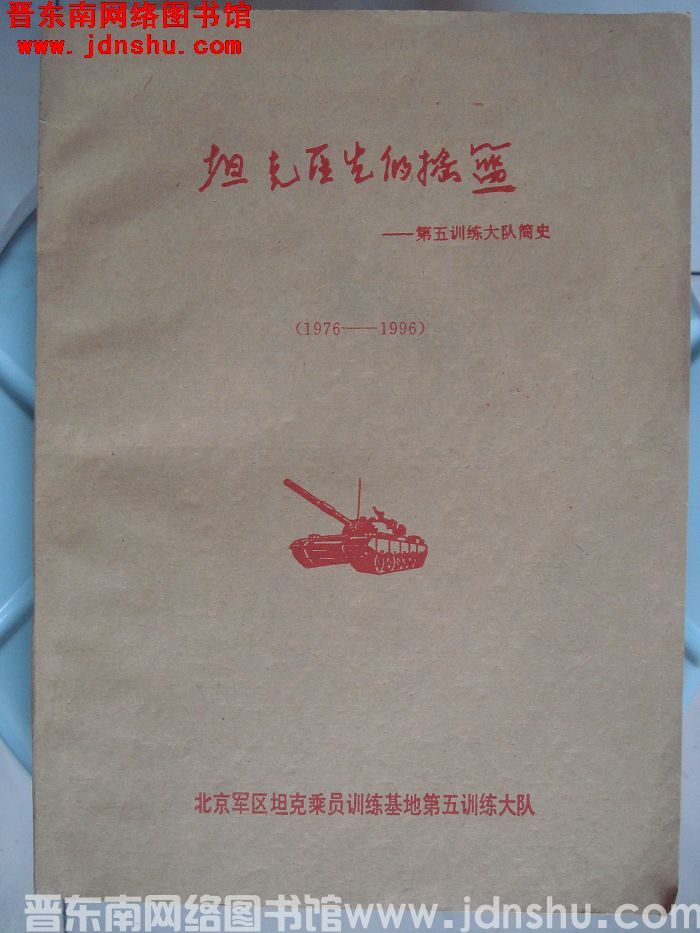 晋东南网络图书馆
www.jdnshu.com
坦克医生的摇篮
——第五训练大队简史
（1976——1996）
北京军区坦克乘员训练基地第五训练大队
晋东南网络图书馆www.jdnshu.com